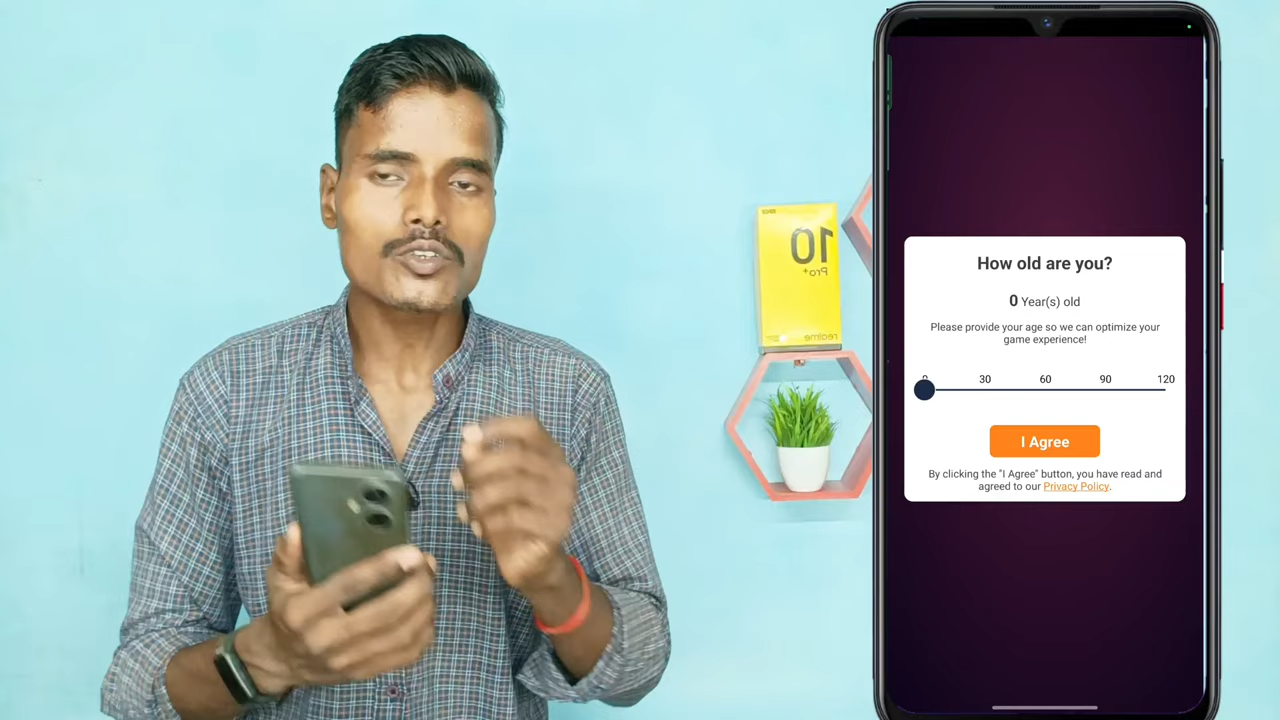 10
Pro+
realme
How old are you?
0 Year(s) old
Please provide your age so we can optimize your
game experience!
30 60 90 120
I Agree
By clicking the "I Agree" button, you have read and
agreed to our Privacy Policy.